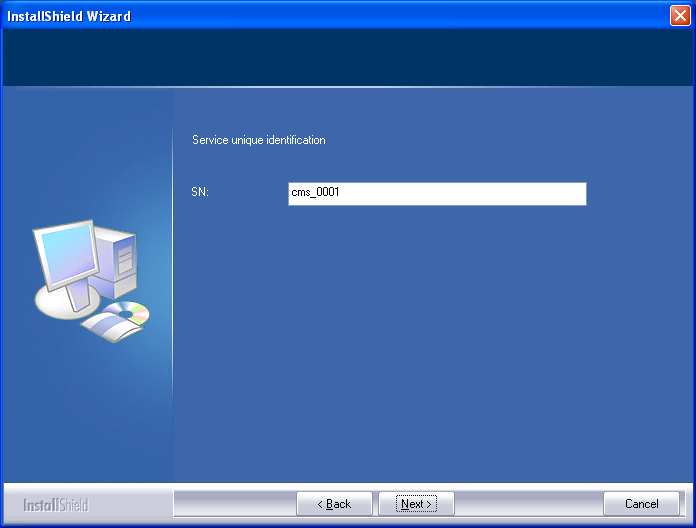 InstallShield Wizard
Service unique identification
SN: cms_0001
InstallShield
< Back Next > Cancel